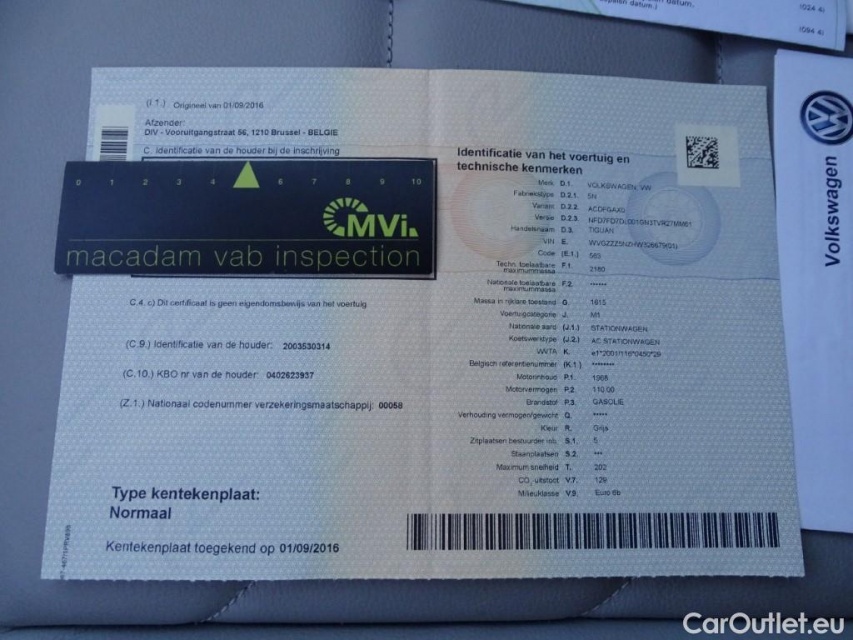 (024 4)
(094 4)
(I.1.) Origineel van 01/09/2016
Afzender:
DIV - Vooruitgangstraat 56, 1210 Brussel - BELGIE
C. Identificatie van de houder bij de inschrijving
0 1 2 3 4 6 7 8 9 10
MVi.
macadam vab inspection
C.4. c) Dit certificaat is geen eigendomsbewijs van het voertuig
(C.9.) Identificatie van de houder: 2003530314
(C.10.) KBO nr van de houder: 0402623937
(Z.1.) Nationaal codenummer verzekeringsmaatschappij: 00058
Type kentekenplaat:
Normaal
Kentekenplaat toegekend op 01/09/2016
Identificatie van het voertuig en
technische kenmerken
Merk D.1. VOLKSWAGEN, VW
Fabriekstype D.2.1. 5N
Variant D.2.2.
Versie D.2.3.
Handelsnaam D.3. TIGUAN
VIN E.
Code (E.1.) 563
Techn. toelaatbare maximummassa F.1. 2160
Nationale toelaatbare maximummassa F.2. ******
Massa in rijklare toestand G. 1615
Voertuigcategorie J. M1
Nationale aard (J.1.) STATIONWAGEN
Koetswerktype (J.2.) AC STATIONWAGEN
WVTA K. e1*2001/116*0450*28
Belgisch referentienummer (K.1.) ********
Motorinhoud P.1. 1968
Motorvermogen P.2. 110.00
Brandstof P.3. GASOLIE
Verhouding vermogen/gewicht Q. *****
Kleur R. Grijs
Zitplaatsen bestuurder inb. S.1. 5
Staanplaatsen S.2. ***
Maximum snelheid T. 202
CO₂-uitstoot V.7. 129
Milieuklasse V.9. Euro 6b
Volkswagen
CarOutlet.eu